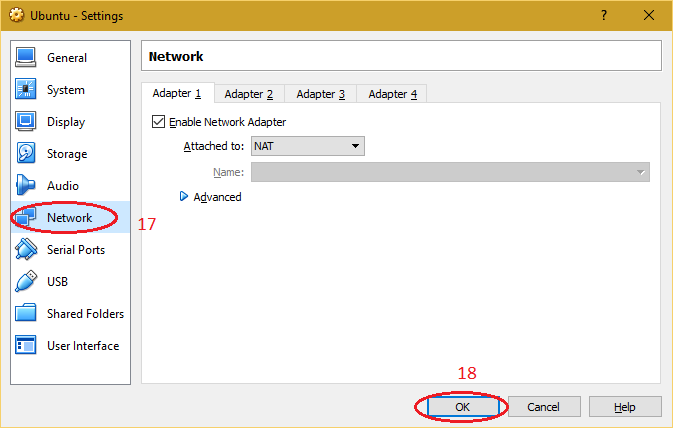 Ubuntu - Settings
?
General
System
Display
Storage
Audio
Network
17
Serial Ports
USB
Shared Folders
User Interface
Network
Adapter 1
Adapter 2
Adapter 3
Adapter 4
Enable Network Adapter
Attached to: NAT
Name:
Advanced
18
OK
Cancel
Help